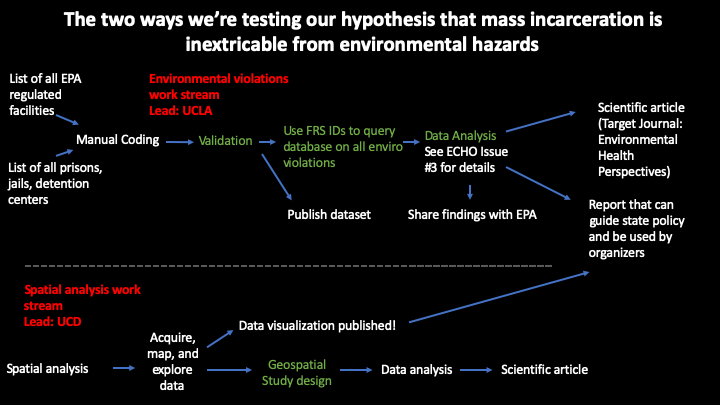 The two ways we're testing our hypothesis that mass incarceration is
inextricable from environmental hazards
List of all EPA
regulated
facilities
Environmental violations
work stream
Lead: UCLA
Manual Coding
Validation
Use FRS IDs to query
database on all enviro
violations
Data Analysis
See ECHO Issue
#3 for details
Scientific article
(Target Journal:
Environmental
Health
Perspectives)
List of all prisons,
jails, detention
centers
Publish dataset
Share findings with EPA
Report that can
guide state policy
and be used by
organizers
Spatial analysis work
stream
Lead: UCD
Spatial analysis
Acquire,
map, and
explore
data
Data visualization published!
Geospatial
Study design
Data analysis
Scientific article